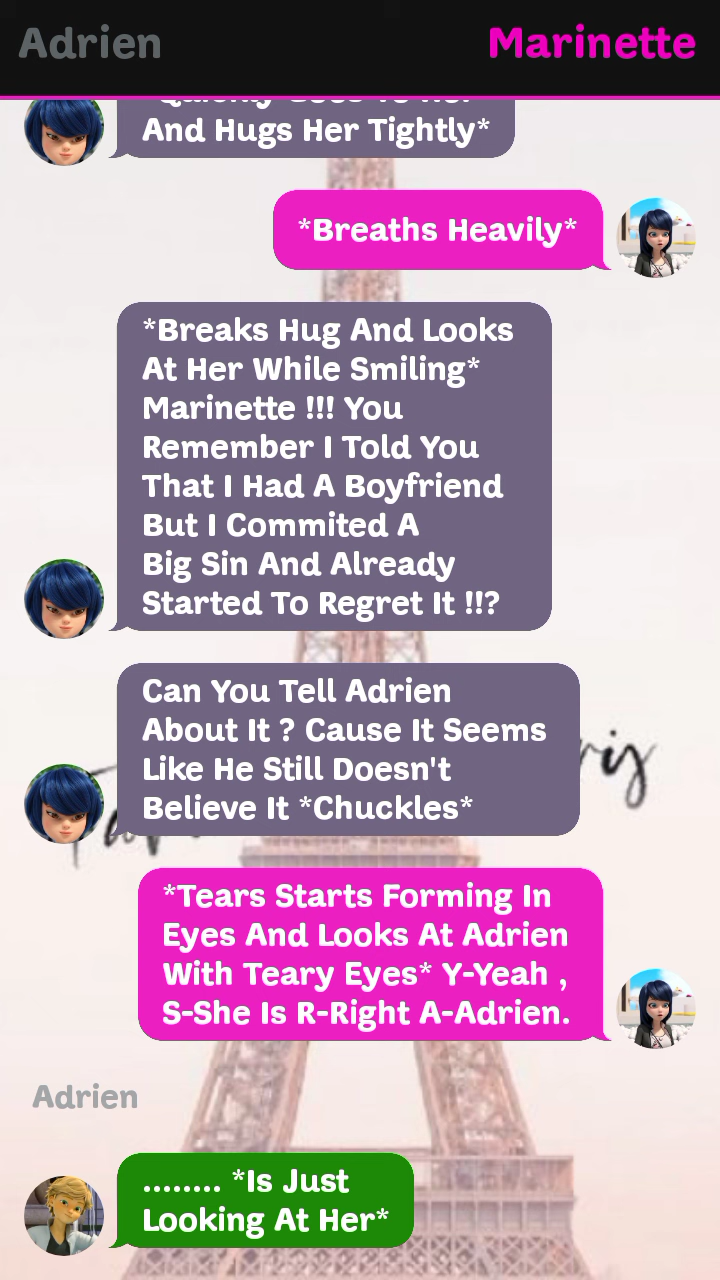 Adrien
Marinette
And Hugs Her Tightly*
*Breaths Heavily*
*Breaks Hug And Looks
At Her While Smiling*
Marinette !!! You
Remember I Told You
That I Had A Boyfriend
But I Commited A
Big Sin And Already
Started To Regret It !!?
Can You Tell Adrien
About It ? Cause It Seems
Like He Still Doesn't
Believe It *Chuckles*
*Tears Starts Forming In
Eyes And Looks At Adrien
With Teary Eyes* Y-Yeah ,
S-She Is R-Right A-Adrien.
Adrien
........ *Is Just
Looking At Her*